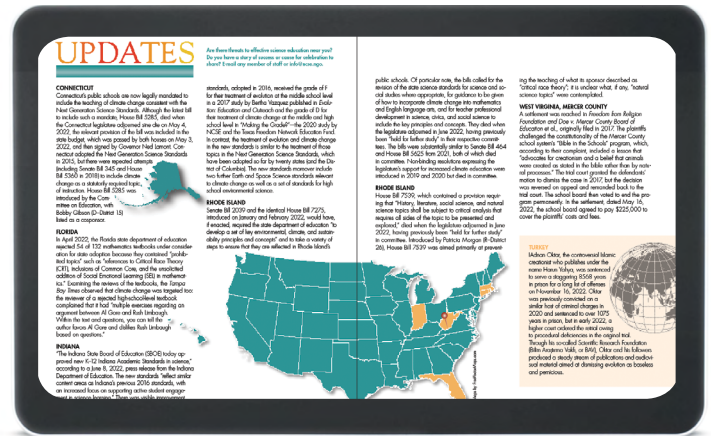 UPDATES
Are there threats to effective science education near you?
Do you have a story of success or cause for celebration to
share? E-mail any member of staff or info@ncse.ngo.
CONNECTICUT
Connecticut's public schools are now legally mandated to
include the teaching of climate change consistent with the
Next Generation Science Standards. Although the latest bill
to include such a mandate, House Bill 5285, died when
the Connecticut legislature adjourned sine die on May 4,
2022, the relevant provision of the bill was included in the
state budget, which was passed by both houses on May 3,
2022, and then signed by Governor Ned Lamont. Con-
necticut adopted the Next Generation Science Standards
in 2015, but there were repeated attempts
(including Senate Bill 345 and House
Bill 5360 in 2018) to include climate
change as a statutorily required topic
of instruction. House Bill 5285 was
introduced by the Com-
mittee on Education, with
Bobby Gibson (D–District 15)
listed as a cosponsor.
FLORIDA
In April 2022, the Florida state department of education
rejected 54 of 132 mathematics textbooks under consider-
ation for state adoption because they contained "prohib-
ited topics" such as "references to Critical Race Theory
(CRT), inclusions of Common Core, and the unsolicited
addition of Social Emotional Learning (SEL) in mathemat-
ics." Examining the reviews of the textbooks, the Tampa
Bay Times observed that climate change was targeted too:
the reviewer of a rejected high-school-level textbook
complained that it had "multiple exercises regarding an
argument between Al Gore and Rush Limbaugh.
Within the text and questions, you can tell the
author favors Al Gore and dislikes Rush Limbaugh
based on questions."
INDIANA
"The Indiana State Board of Education (SBOE) today ap-
proved new K–12 Indiana Academic Standards in science,"
according to a June 8, 2022, press release from the Indiana
Department of Education. The new standards "reflect similar
content areas as Indiana's previous 2016 standards, with
an increased focus on supporting active student engage-
ment in science learning." There was visible improvement
standards, adopted in 2016, received the grade of F
for their treatment of evolution at the middle school level
in a 2017 study by Bertha Vazquez published in Evolu-
tion: Education and Outreach and the grade of D for
their treatment of climate change at the middle and high
school level in "Making the Grade?"—the 2020 study by
NCSE and the Texas Freedom Network Education Fund.
In contrast, the treatment of evolution and climate change
in the new standards is similar to the treatment of those
topics in the Next Generation Science Standards, which
have been adopted so far by twenty states (and the Dis-
trict of Columbia). The new standards moreover include
two further Earth and Space Science standards relevant
to climate change as well as a set of standards for high
school environmental science.
RHODE ISLAND
Senate Bill 2039 and the identical House Bill 7275,
introduced on January and February 2022, would have,
if enacted, required the state department of education "to
develop a set of key environmental, climate, and sustain-
ability principles and concepts" and to take a variety of
steps to ensure that they are reflected in Rhode Island's
public schools. Of particular note, the bills called for the
revision of the state science standards for science and so-
cial studies where appropriate, for guidance to be given
of how to incorporate climate change into mathematics
and English language arts, and for teacher professional
development in science, civics, and social science to
include the key principles and concepts. They died when
the legislature adjourned in June 2022, having previously
been "held for further study" in their respective commit-
tees. The bills were substantially similar to Senate Bill 464
and House Bill 5625 from 2021, both of which died
in committee. Non-binding resolutions expressing the
legislature's support for increased climate education were
introduced in 2019 and 2020 but died in committee.
RHODE ISLAND
House Bill 7539, which contained a provision requir-
ing that "History, literature, social science, and natural
science topics shall be subject to critical analysis that
requires all sides of the topic to be presented and
explored," died when the legislature adjourned in June
2022, having previously been "held for further study"
in committee. Introduced by Patricia Morgan (R–District
26), House Bill 7539 was aimed primarily at prevent-
ing the teaching of what its sponsor described as
"critical race theory"; it is unclear what, if any, "natural
science topics" were contemplated.
WEST VIRGINIA, MERCER COUNTY
A settlement was reached in Freedom from Religion
Foundation and Doe v. Mercer County Board of
Education et al., originally filed in 2017. The plaintiffs
challenged the constitutionality of the Mercer County
school system's "Bible in the Schools" program, which,
according to their complaint, included a lesson that
"advocates for creationism and a belief that animals
were created as stated in the bible rather than by natu-
ral processes." The trial court granted the defendants'
motion to dismiss the case in 2017, but the decision
was reversed on appeal and remanded back to the
trial court. The school board then voted to end the pro-
gram permanently. In the settlement, dated May 16,
2022, the school board agreed to pay $225,000 to
cover the plaintiffs' costs and fees.
TURKEY
Adnan Oktar, the controversial Islamic
creationist who publishes under the
name Harun Yahya, was sentenced
to serve a staggering 8658 years
in prison for a long list of offenses
on November 16, 2022. Oktar
was previously convicted on a
similar host of criminal charges in
2020 and sentenced to over 1075
years in prison, but in early 2022, a
higher court ordered the retrial owing
to procedural deficiencies in the original trial.
Through his so-called Scientific Research Foundation
(Bilim Araştırma Vakfı, or BAV), Oktar and his followers
produced a steady stream of publications and audiovi-
sual material aimed at dismissing evolution as baseless
and pernicious.